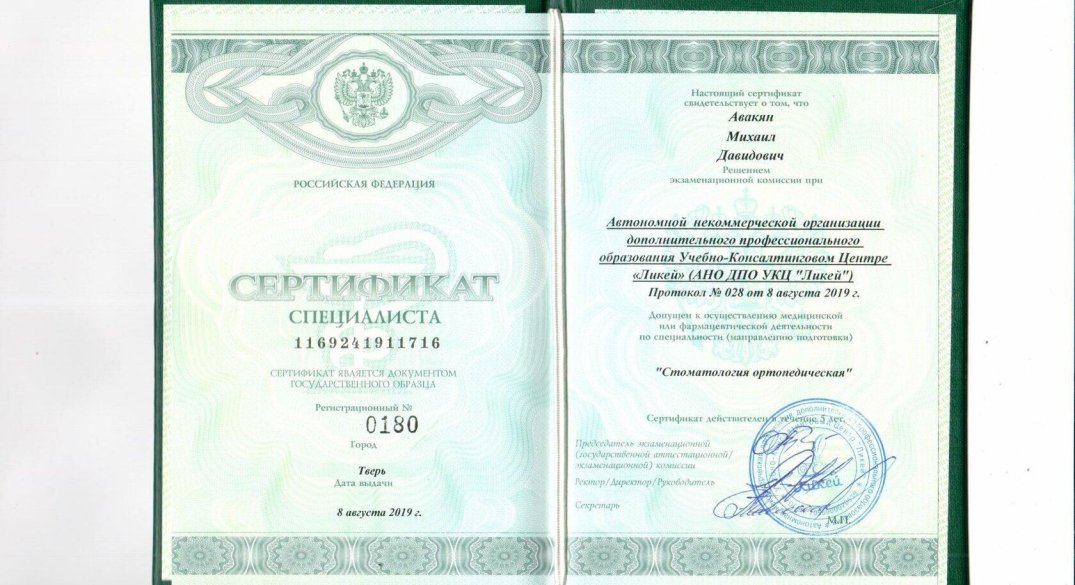 РОССИЙСКАЯ ФЕДЕРАЦИЯ
СЕРТИФИКАТ
СПЕЦИАЛИСТА
1169241911716
СЕРТИФИКАТ ЯВЛЯЕТСЯ ДОКУМЕНТОМ
ГОСУДАРСТВЕННОГО ОБРАЗЦА
Регистрационный №
0180
Город
Тверь
Дата выдачи
8 августа 2019 г.
Настоящий сертификат
свидетельствует о том, что
Авакян
Михаил
Давидович
Решением
экзаменационной комиссии при
Автономной некоммерческой организации
дополнительного профессионального
образования Учебно-Консалтинговом Центре
«Ликей» (АНО ДПО УКЦ "Ликей")
Протокол № 028 от 8 августа 2019 г.
Допущен к осуществлению медицинской
или фармацевтической деятельности
по специальности (направлению подготовки)
"Стоматология ортопедическая"
Сертификат действителен в течение 5 лет.
Председатель экзаменационной
(государственной аттестационной/
экзаменационной) комиссии
Ректор/Директор/Руководитель
Секретарь
Ликей
М.П.